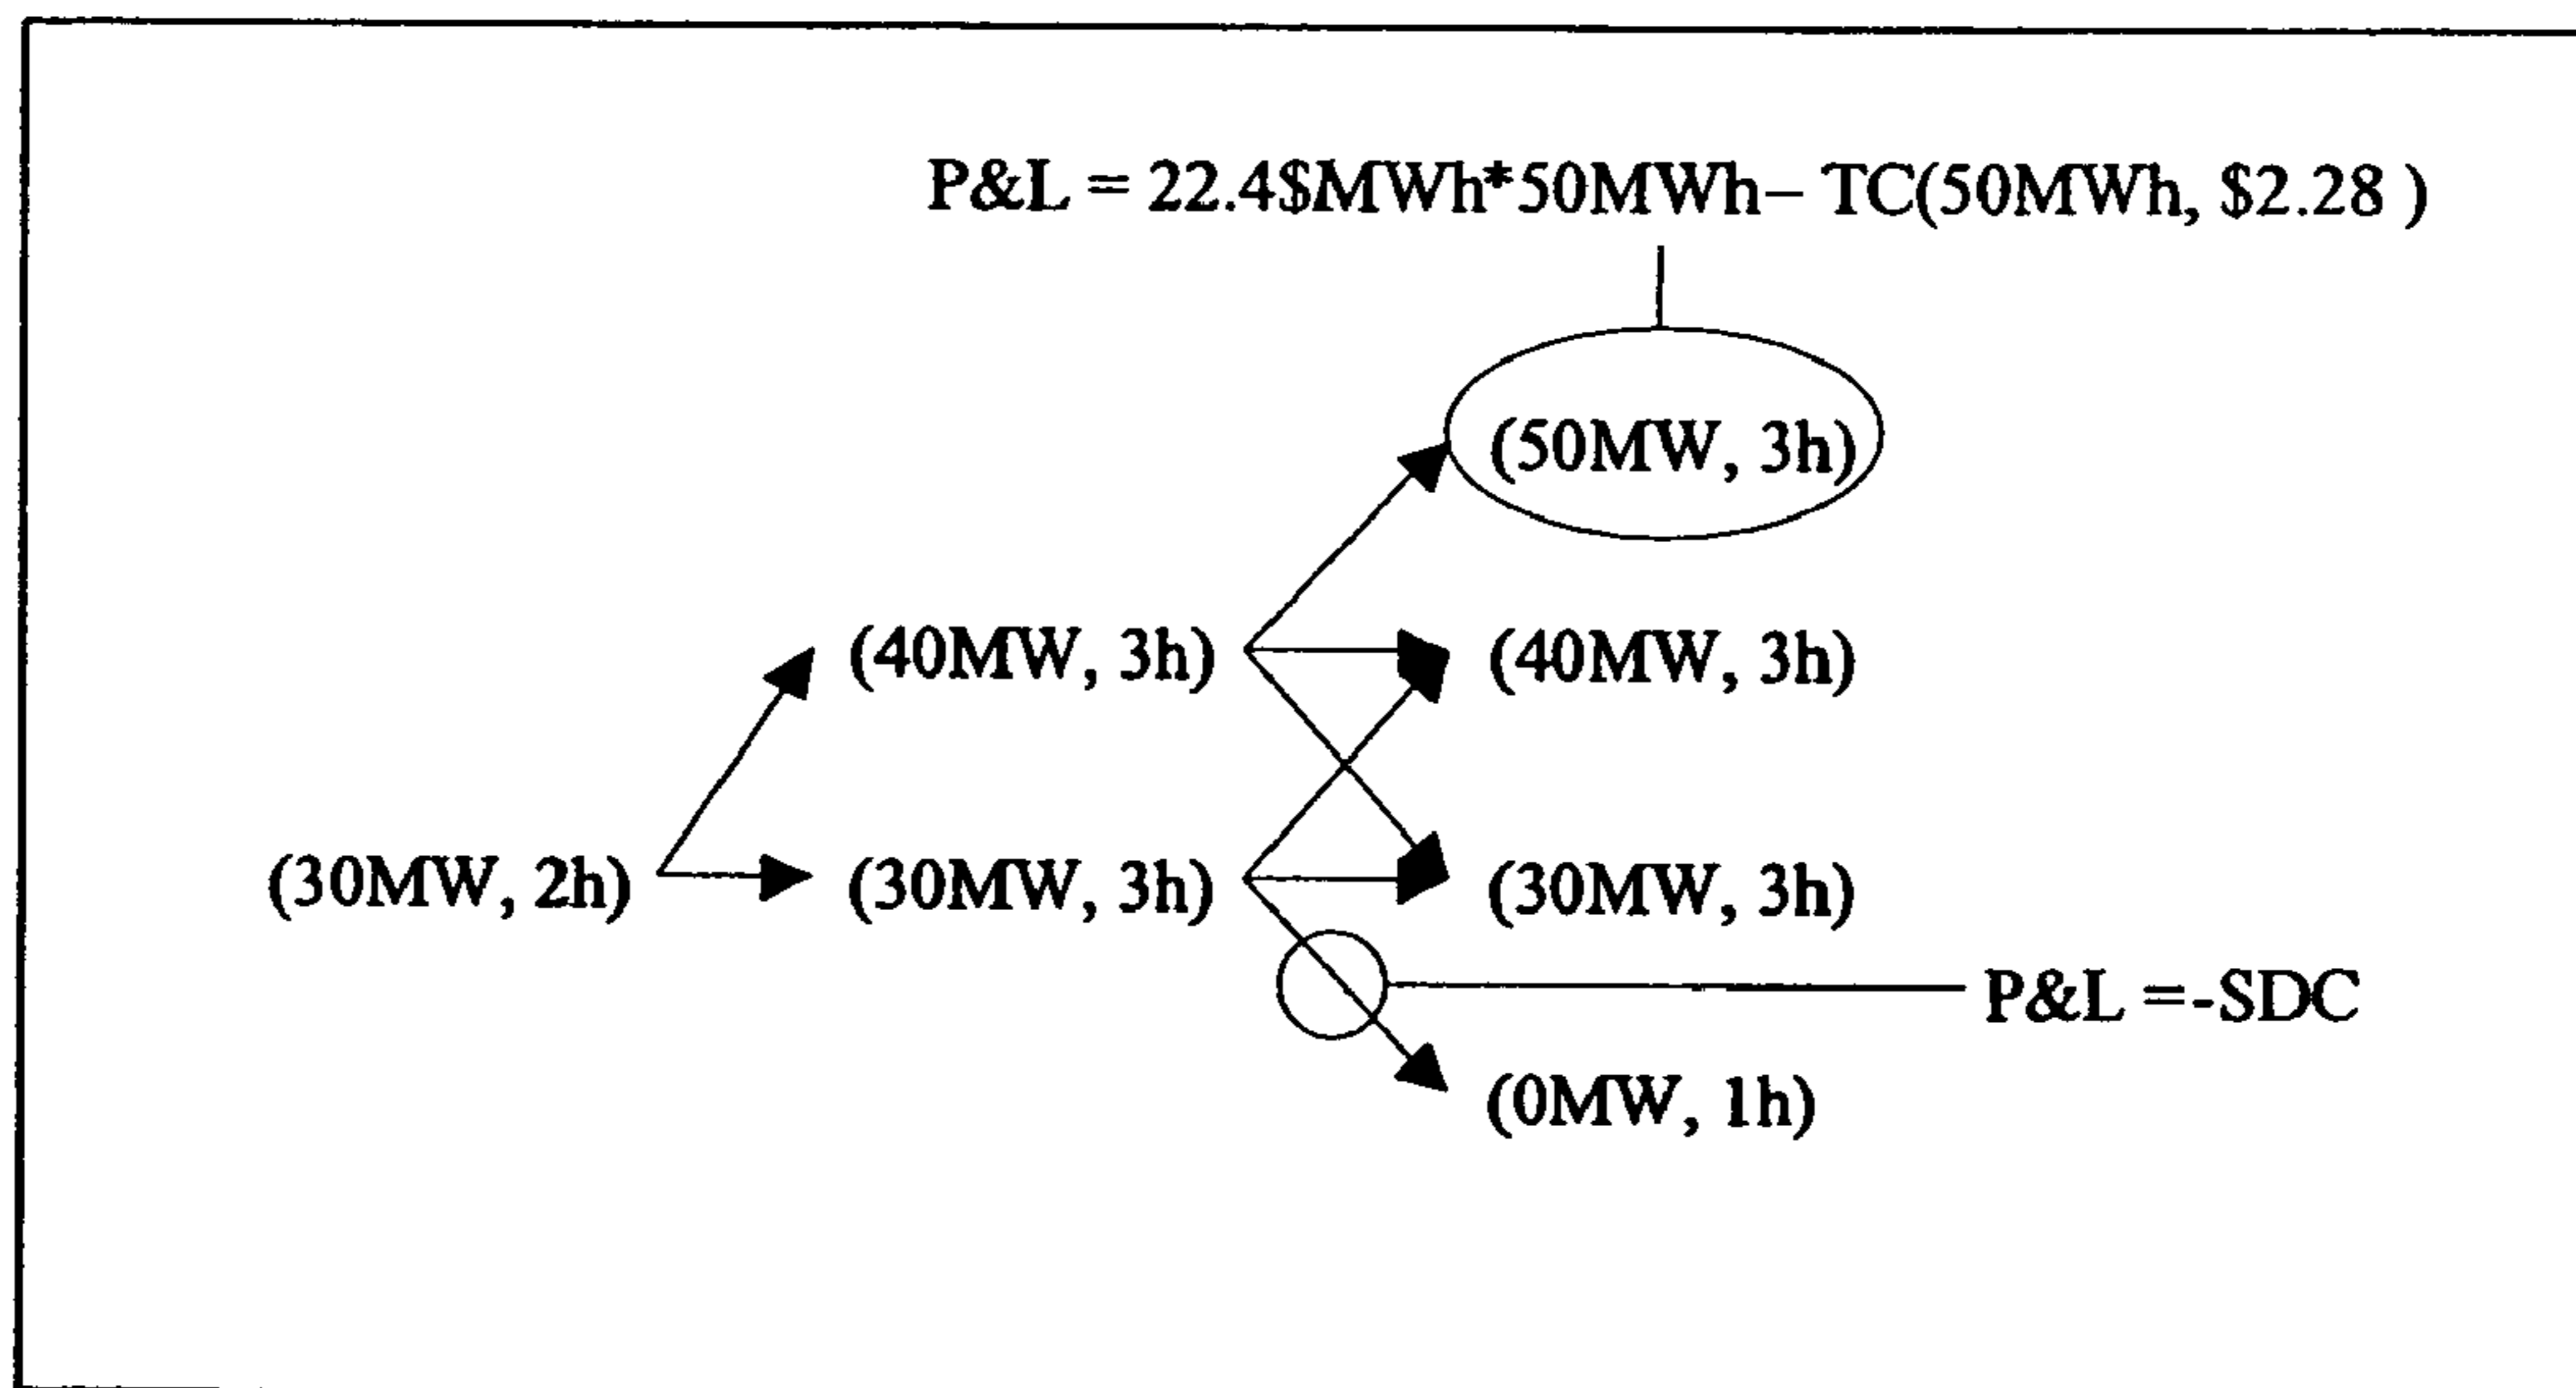 P&L = 22.4$MWh*50MWh– TC(50MWh, $2.28 )
(50MW, 3h)
(40MW, 3h) (40MW, 3h)
(30MW, 2h) (30MW, 3h) (30MW, 3h)
P&L =-SDC
(0MW, 1h)